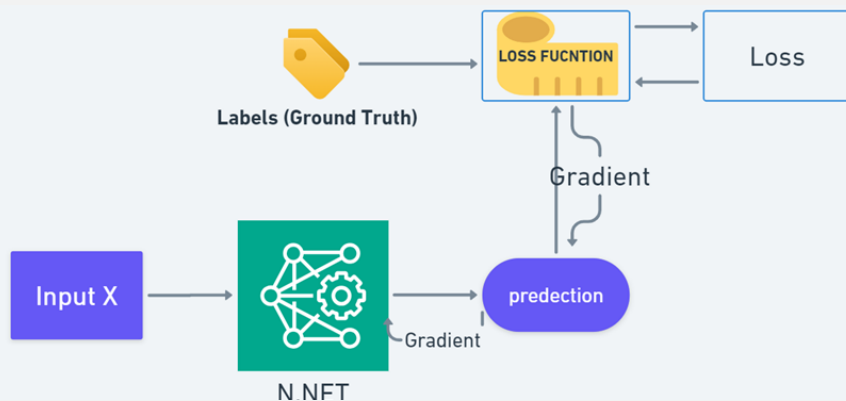 LOSS FUCNTION
Loss
Labels (Ground Truth)
Gradient
Input X
predection
Gradient
N.NET